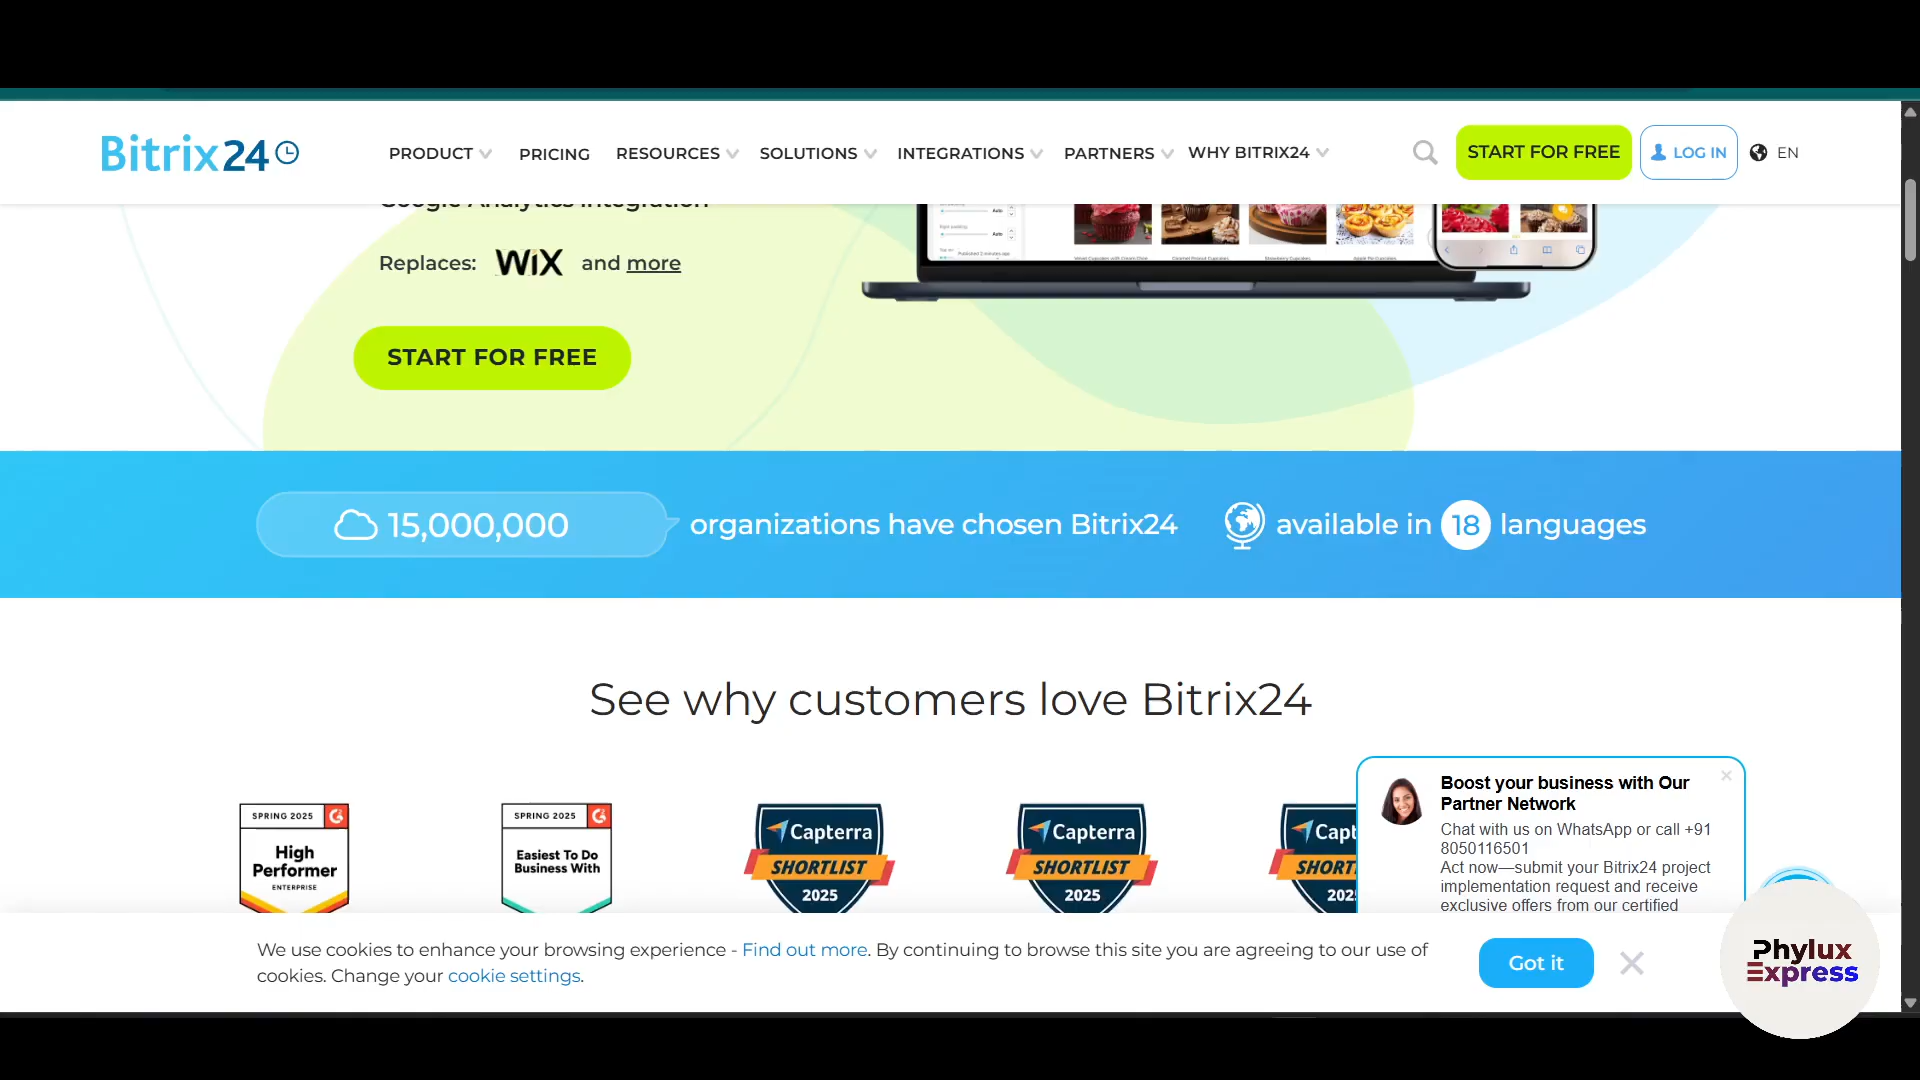 Bitrix24
PRODUCT
PRICING
RESOURCES
SOLUTIONS
INTEGRATIONS
PARTNERS
WHY BITRIX24
START FOR FREE
LOG IN
EN
Google Analytics integration
Replaces: WiX and more
START FOR FREE
15,000,000 organizations have chosen Bitrix24
available in 18 languages
See why customers love Bitrix24
SPRING 2025
High
Performer
ENTERPRISE
SPRING 2025
Easiest To Do
Business With
Capterra
SHORTLIST
2025
Capterra
SHORTLIST
2025
Boost your business with Our
Partner Network
Chat with us on WhatsApp or call +91
8050116501
Act now—submit your Bitrix24 project
implementation request and receive
exclusive offers from our certified
We use cookies to enhance your browsing experience - Find out more. By continuing to browse this site you are agreeing to our use of
cookies. Change your cookie settings.
Got it
Phylux
Express